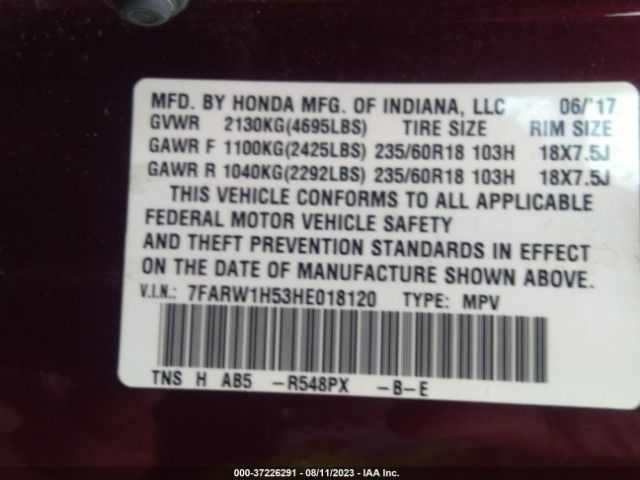 MFD. BY HONDA MFG. OF INDIANA, LLC 06/'17
GVWR 2130KG(4695LBS) TIRE SIZE RIM SIZE
GAWR F 1100KG(2425LBS) 235/60R18 103H 18X7.5J
GAWR R 1040KG(2292LBS) 235/60R18 103H 18X7.5J
THIS VEHICLE CONFORMS TO ALL APPLICABLE
FEDERAL MOTOR VEHICLE SAFETY
AND THEFT PREVENTION STANDARDS IN EFFECT
ON THE DATE OF MANUFACTURE SHOWN ABOVE.
V.I.N.: 7FARW1H53HE018120 TYPE: MPV
TNS H AB5 -R548PX -B-E
000-37226291 - 08/11/2023 - IAA Inc.